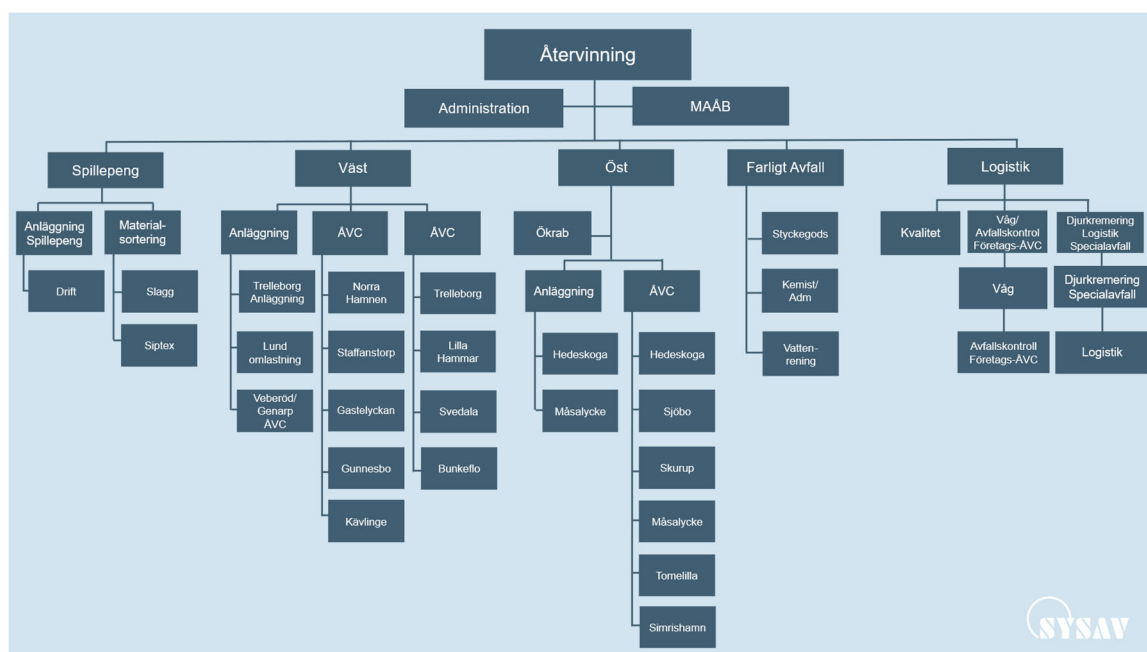 Återvinning
Administration
MAÅB
Spillepeng
Väst
Öst
Farligt Avfall
Logistik
Anläggning
Spillepeng
Material-
sortering
Drift
Slagg
Siptex
Anläggning
ÅVC
ÅVC
Trelleborg
Anläggning
Lund
omlastning
Veberöd/
Genarp
ÅVC
Norra
Hamnen
Staffanstorp
Gastelyckan
Gunnesbo
Kävlinge
Trelleborg
Lilla
Hammar
Svedala
Bunkeflo
Ökrab
Anläggning
ÅVC
Hedeskoga
Måsalycke
Hedeskoga
Sjöbo
Skurup
Måsalycke
Tomelilla
Simrishamn
Styckegods
Kemist/
Adm
Vatten-
rening
Kvalitet
Våg/
Avfallskontrol
Företags-ÅVC
Våg
Avfallskontroll
Företags-ÅVC
Djurkremering
Logistik
Specialavfall
Djurkremering
Specialavfall
Logistik
SYSAV